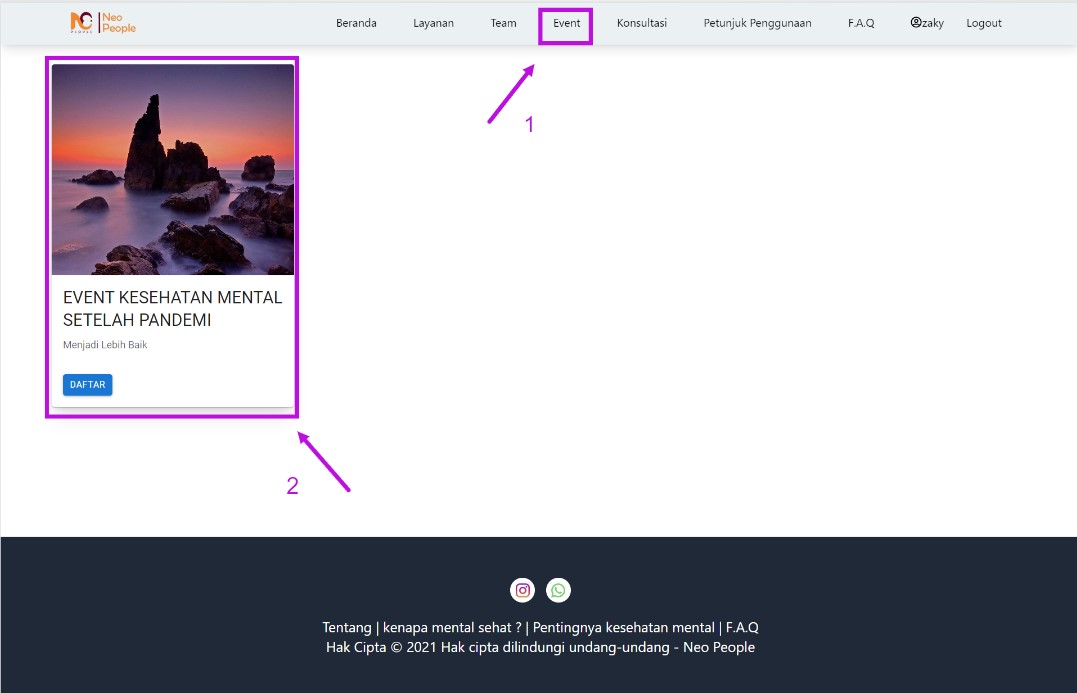 NC PEOPLE Neo People
Beranda Layanan Team Event Konsultasi Petunjuk Penggunaan F.A.Q zaky Logout
1
EVENT KESEHATAN MENTAL
SETELAH PANDEMI
Menjadi Lebih Baik
DAFTAR
2
Tentang | kenapa mental sehat ? | Pentingnya kesehatan mental | F.A.Q
Hak Cipta © 2021 Hak cipta dilindungi undang-undang - Neo People